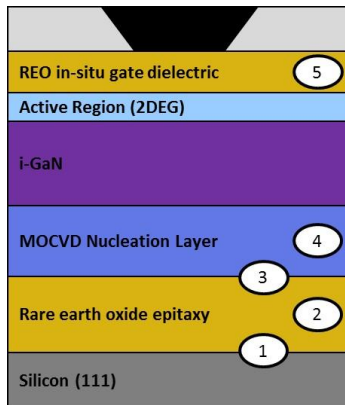 REO in-situ gate dielectric 5
Active Region (2DEG)
i-GaN
MOCVD Nucleation Layer 4
3
Rare earth oxide epitaxy 2
1
Silicon (111)